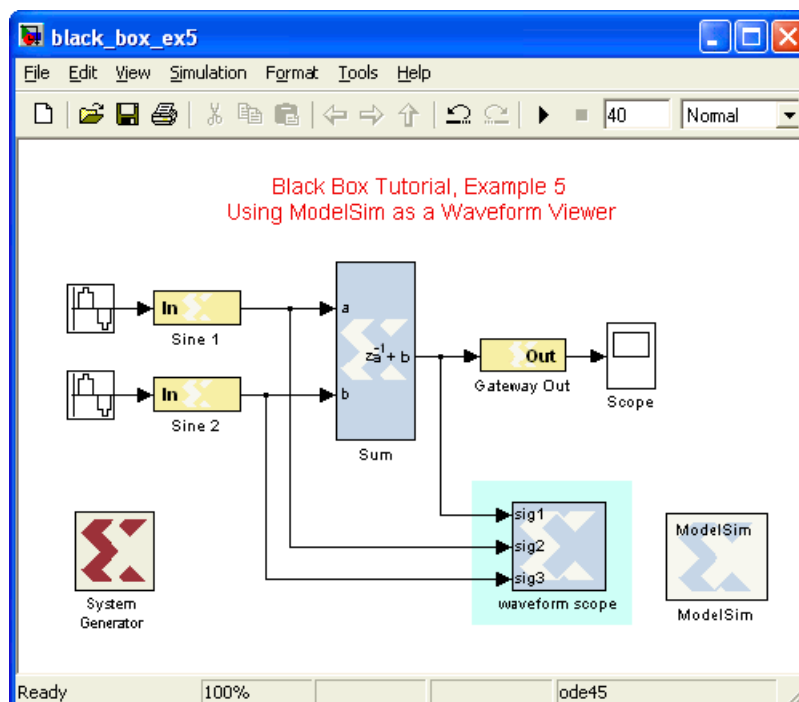 black_box_ex5
File Edit View Simulation Format Tools Help
40 Normal
Black Box Tutorial, Example 5
Using ModelSim as a Waveform Viewer
In
Sine 1
In
Sine 2
a
b
z⁻¹ a + b
Sum
Out
Gateway Out
Scope
sig1
sig2
sig3
waveform scope
System
Generator
ModelSim
ModelSim
Ready 100% ode45